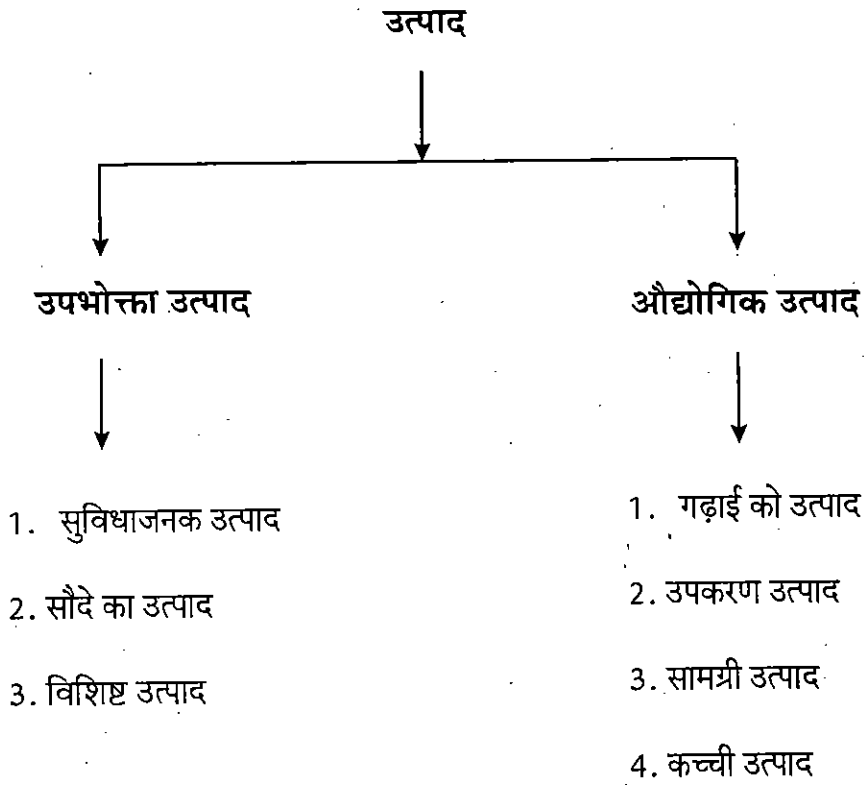 उत्पाद
उपभोक्ता उत्पाद
1. सुविधाजनक उत्पाद
2. सौदे का उत्पाद
3. विशिष्ट उत्पाद
औद्योगिक उत्पाद
1. गढ़ाई को उत्पाद
2. उपकरण उत्पाद
3. सामग्री उत्पाद
4. कच्ची उत्पाद